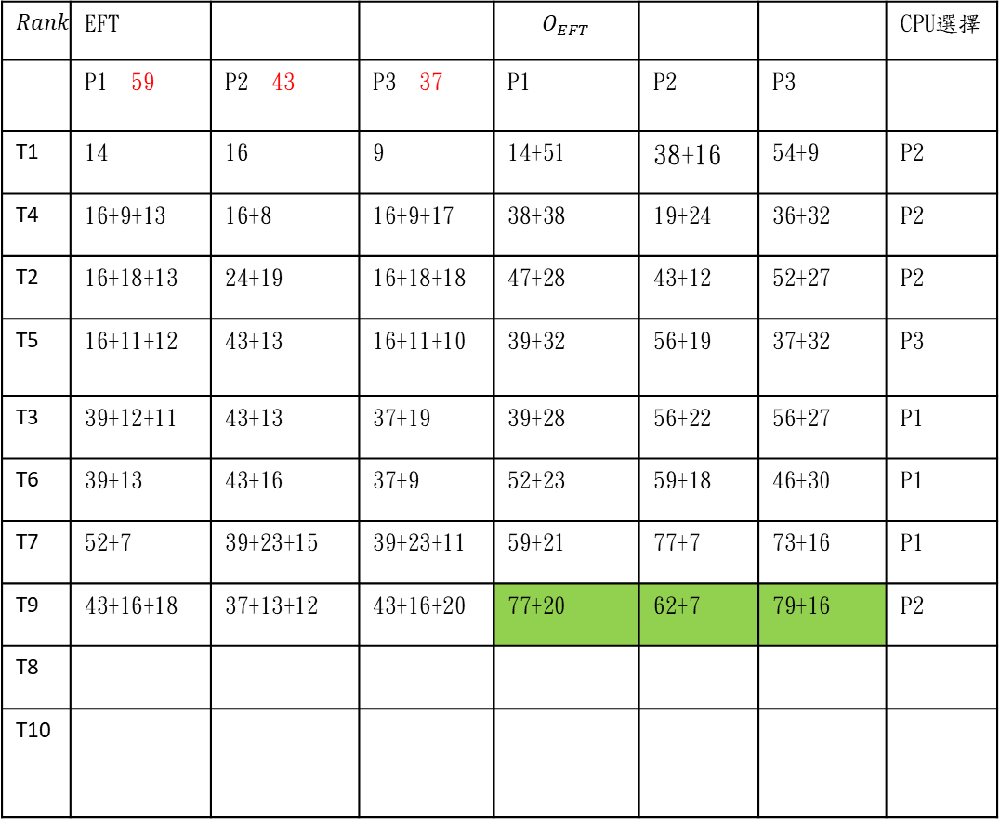 Rank EFT O_EFT CPU選擇
P1 59 P2 43 P3 37 P1 P2 P3
T1 14 16 9 14+51 38+16 54+9 P2
T4 16+9+13 16+8 16+9+17 38+38 19+24 36+32 P2
T2 16+18+13 24+19 16+18+18 47+28 43+12 52+27 P2
T5 16+11+12 43+13 16+11+10 39+32 56+19 37+32 P3
T3 39+12+11 43+13 37+19 39+28 56+22 56+27 P1
T6 39+13 43+16 37+9 52+23 59+18 46+30 P1
T7 52+7 39+23+15 39+23+11 59+21 77+7 73+16 P1
T9 43+16+18 37+13+12 43+16+20 77+20 62+7 79+16 P2
T8
T10